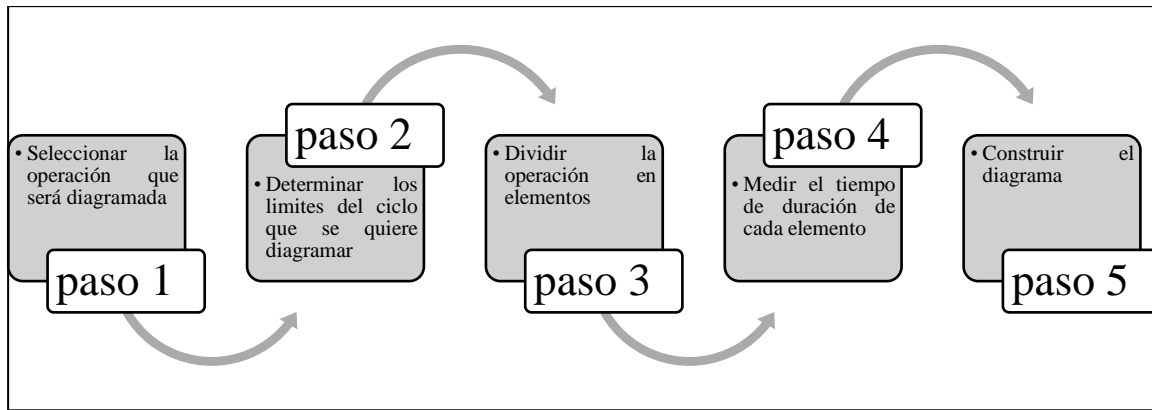 • Seleccionar la
operación que
será diagramada
paso 1
paso 2
• Determinar los
limites del ciclo
que se quiere
diagramar
• Dividir la
operación en
elementos
paso 3
paso 4
• Medir el tiempo
de duración de
cada elemento
• Construir el
diagrama
paso 5